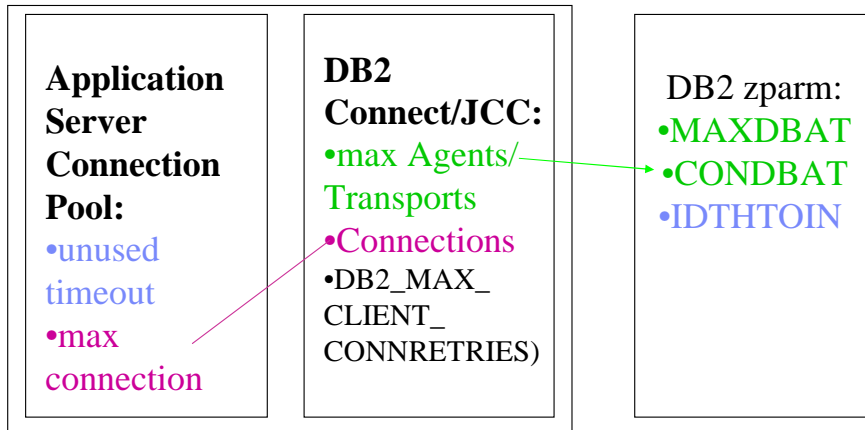 Application
Server
Connection
Pool:
•unused
timeout
•max
connection
DB2
Connect/JCC:
•max Agents/
Transports
•Connections
•DB2_MAX_
CLIENT_
CONNRETRIES)
DB2 zparm:
•MAXDBAT
•CONDBAT
•IDTHTOIN